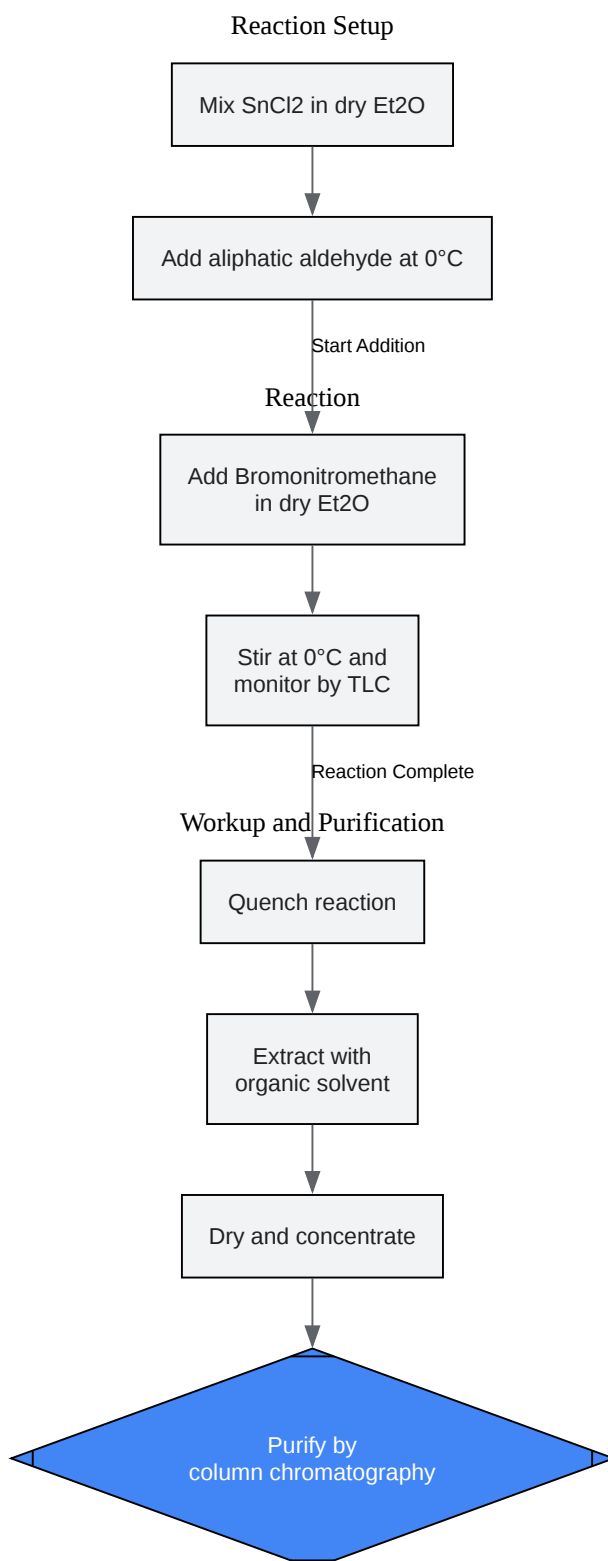 Reaction Setup
Mix SnCl2 in dry Et2O
Add aliphatic aldehyde at 0°C
Start Addition
Reaction
Add Bromonitromethane
in dry Et2O
Stir at 0°C and
monitor by TLC
Reaction Complete
Workup and Purification
Quench reaction
Extract with
organic solvent
Dry and concentrate
Purify by
column chromatography